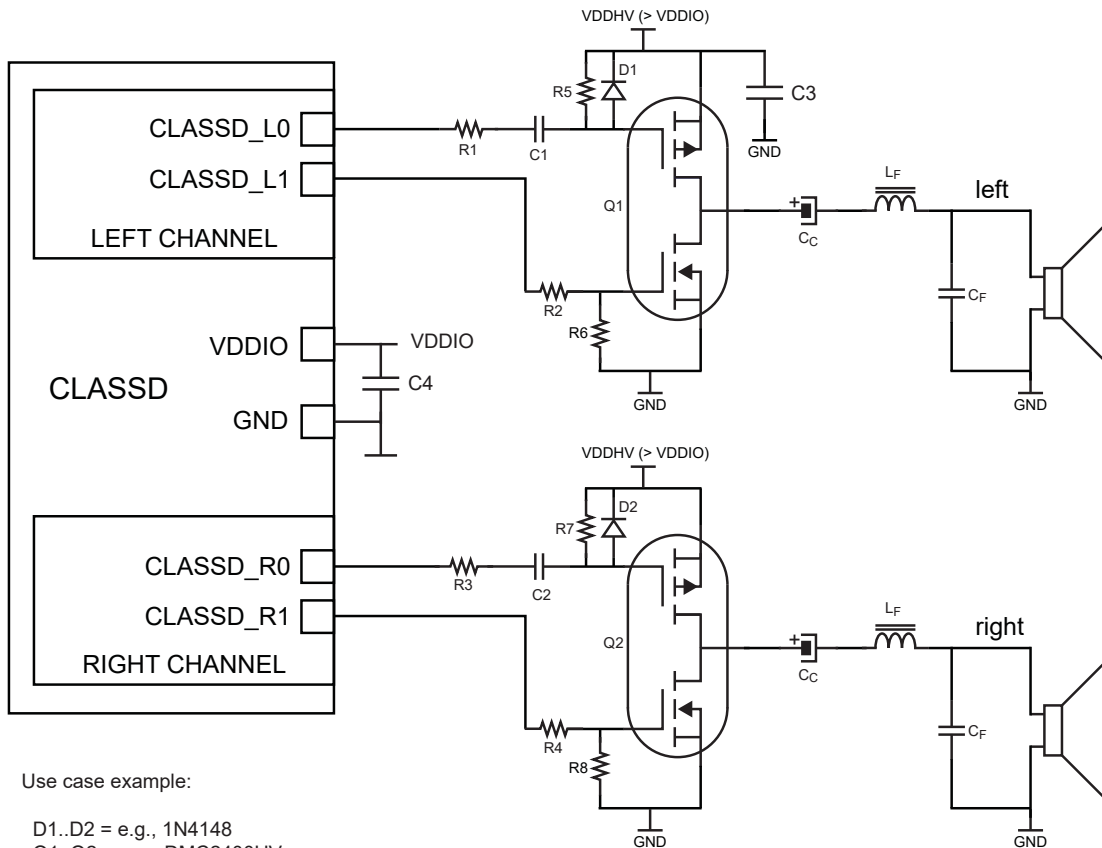 VDDHV (> VDDIO)
D1
R5
C3
CLASSD_L0
R1
C1
GND
CLASSD_L1
LF
left
Q1
+
CC
LEFT CHANNEL
R2
CF
R6
VDDIO
VDDIO
CLASSD
C4
GND
GND
GND
VDDHV (> VDDIO)
D2
R7
CLASSD_R0
R3
C2
CLASSD_R1
LF
right
Q2
+
CC
RIGHT CHANNEL
R4
CF
R8
Use case example:
GND
GND
D1..D2 = e.g., 1N4148